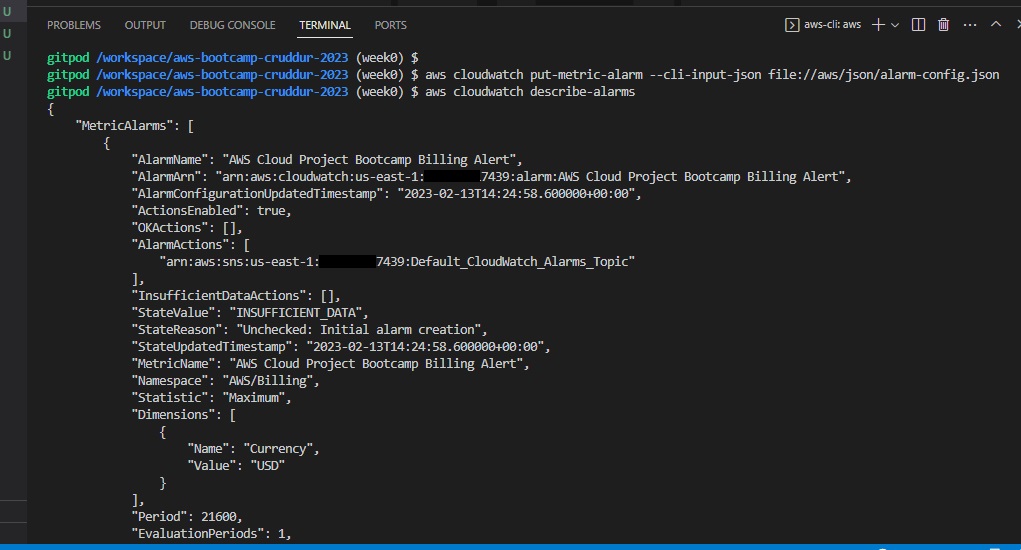 U
U
U
PROBLEMS OUTPUT DEBUG CONSOLE TERMINAL PORTS aws-cli: aws
gitpod /workspace/aws-bootcamp-cruddur-2023 (week0) $
gitpod /workspace/aws-bootcamp-cruddur-2023 (week0) $ aws cloudwatch put-metric-alarm --cli-input-json file://aws/json/alarm-config.json
gitpod /workspace/aws-bootcamp-cruddur-2023 (week0) $ aws cloudwatch describe-alarms
{
"MetricAlarms": [
{
"AlarmName": "AWS Cloud Project Bootcamp Billing Alert",
"AlarmArn": "arn:aws:cloudwatch:us-east-1: 7439:alarm:AWS Cloud Project Bootcamp Billing Alert",
"AlarmConfigurationUpdatedTimestamp": "2023-02-13T14:24:58.600000+00:00",
"ActionsEnabled": true,
"OKActions": [],
"AlarmActions": [
"arn:aws:sns:us-east-1: 7439:Default_CloudWatch_Alarms_Topic"
],
"InsufficientDataActions": [],
"StateValue": "INSUFFICIENT_DATA",
"StateReason": "Unchecked: Initial alarm creation",
"StateUpdatedTimestamp": "2023-02-13T14:24:58.600000+00:00",
"MetricName": "AWS Cloud Project Bootcamp Billing Alert",
"Namespace": "AWS/Billing",
"Statistic": "Maximum",
"Dimensions": [
{
"Name": "Currency",
"Value": "USD"
}
],
"Period": 21600,
"EvaluationPeriods": 1,